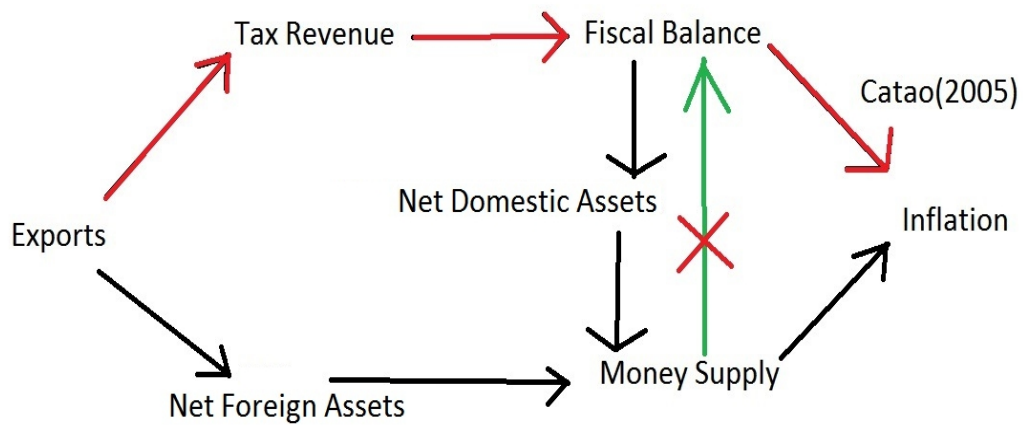 Tax Revenue
Fiscal Balance
Catao(2005)
Net Domestic Assets
Inflation
Exports
Money Supply
Net Foreign Assets